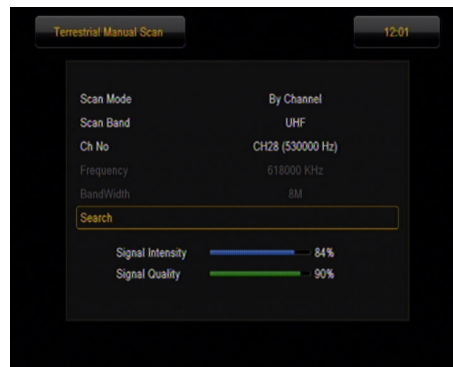 Terrestrial Manual Scan 12:01
Scan Mode By Channel
Scan Band UHF
Ch No CH28 (530000 Hz)
Frequency 618000 KHz
BandWidth 8M
Search
Signal Intensity 84%
Signal Quality 90%